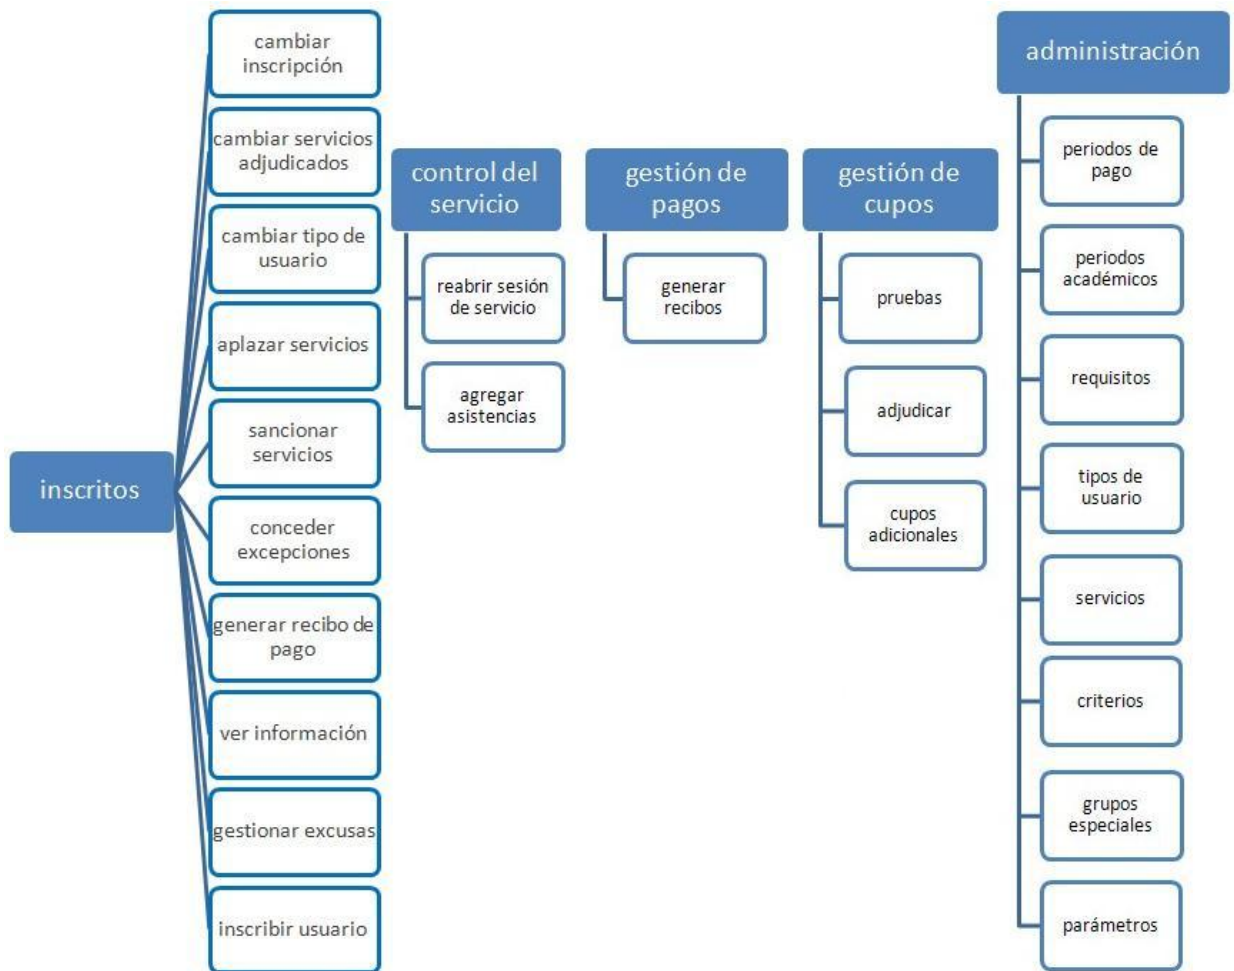 inscritos
cambiar
inscripción
cambiar servicios
adjudicados
cambiar tipo de
usuario
aplazar servicios
sancionar
servicios
conceder
excepciones
generar recibo de
pago
ver información
gestionar excusas
inscribir usuario
control del
servicio
reabrir sesión
de servicio
agregar
asistencias
gestión de
pagos
generar
recibos
gestión de
cupos
pruebas
adjudicar
cupos
adicionales
administración
periodos de
pago
periodos
académicos
requisitos
tipos de
usuario
servicios
criterios
grupos
especiales
parámetros